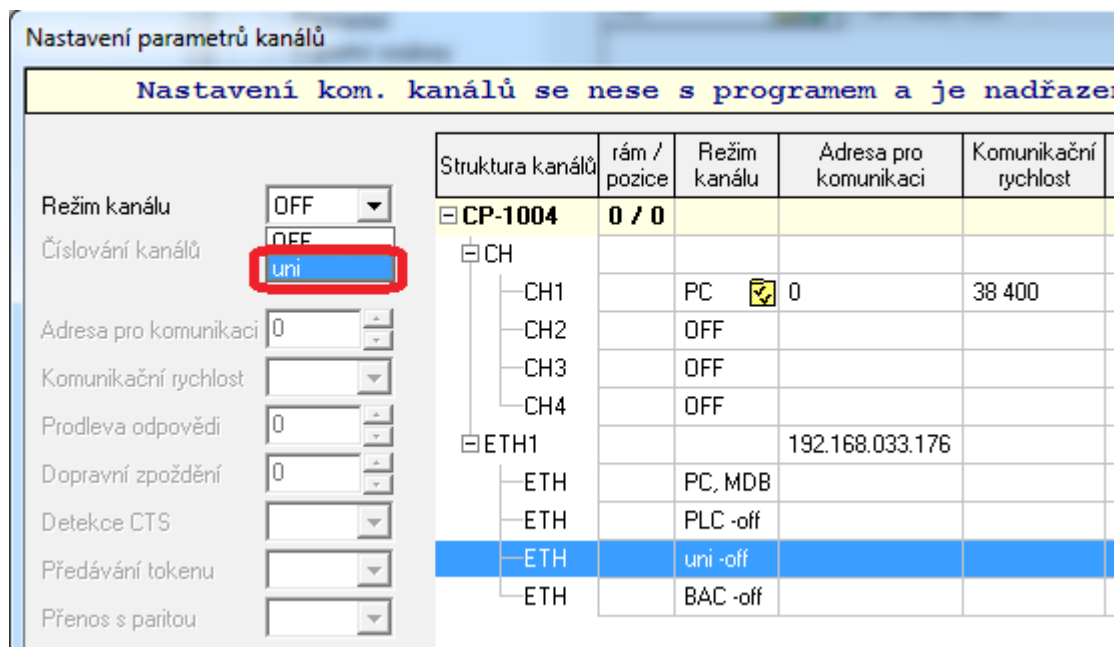 Nastavení parametrů kanálů
Nastavení kom. kanálů se nese s programem a je nadřazen
Struktura kanálů rám / pozice Režim kanálu Adresa pro komunikaci Komunikační rychlost
Režim kanálu OFF
OFF
uni
Číslování kanálů
Adresa pro komunikaci 0
Komunikační rychlost
Prodleva odpovědi 0
Dopravní zpoždění 0
Detekce CTS
Předávání tokenu
Přenos s paritou
CP-1004 0 / 0
CH
CH1 PC 0 38 400
CH2 OFF
CH3 OFF
CH4 OFF
ETH1 192.168.033.176
ETH PC, MDB
ETH PLC -off
ETH uni -off
ETH BAC -off